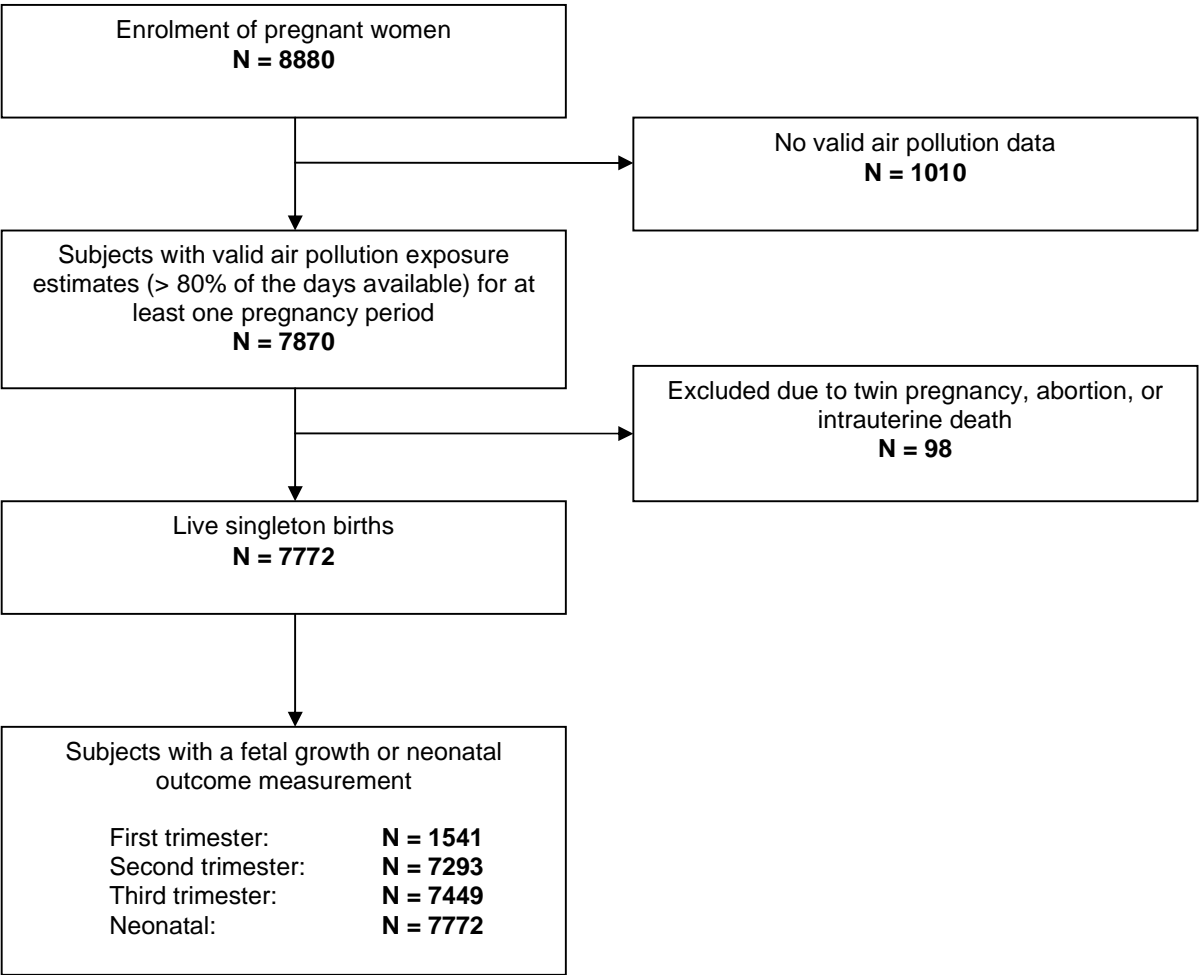 Enrolment of pregnant women
N = 8880
No valid air pollution data
N = 1010
Subjects with valid air pollution exposure
estimates (> 80% of the days available) for at
least one pregnancy period
N = 7870
Excluded due to twin pregnancy, abortion, or
intrauterine death
N = 98
Live singleton births
N = 7772
Subjects with a fetal growth or neonatal
outcome measurement
First trimester: N = 1541
Second trimester: N = 7293
Third trimester: N = 7449
Neonatal: N = 7772